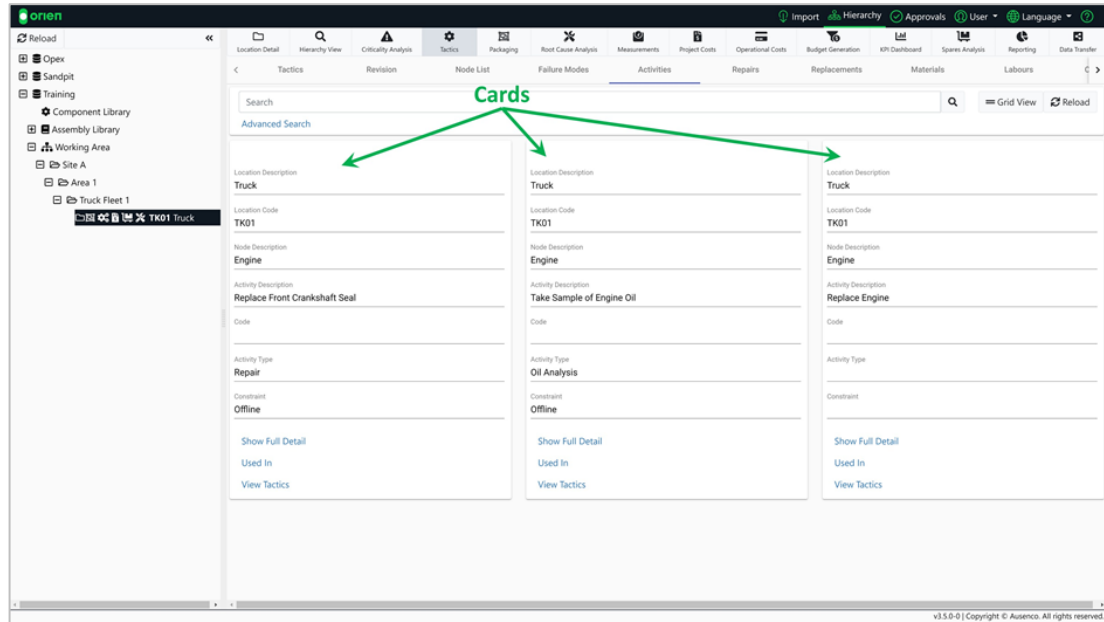 orien
Import Hierarchy Approvals User Language
Reload
Location Detail Hierarchy View Criticality Analysis Tactics Packaging Root Cause Analysis Measurements Project Costs Operational Costs Budget Generation KPI Dashboard Spares Analysis Reporting Data Transfer
Opex
Sandpit
Training
Component Library
Assembly Library
Working Area
Site A
Area 1
Truck Fleet 1
TK01 Truck
Tactics Revision Node List Failure Modes Activities Repairs Replacements Materials Labours
Cards
Search Grid View Reload
Advanced Search
Location Description Location Description Location Description
Truck Truck Truck
Location Code Location Code Location Code
TK01 TK01 TK01
Node Description Node Description Node Description
Engine Engine Engine
Activity Description Activity Description Activity Description
Replace Front Crankshaft Seal Take Sample of Engine Oil Replace Engine
Code Code Code
Activity Type Activity Type Activity Type
Repair Oil Analysis
Constraint Constraint Constraint
Offline Offline
Show Full Detail Show Full Detail Show Full Detail
Used In Used In Used In
View Tactics View Tactics View Tactics
v3.5.0-0 | Copyright © Ausenco. All rights reserved.